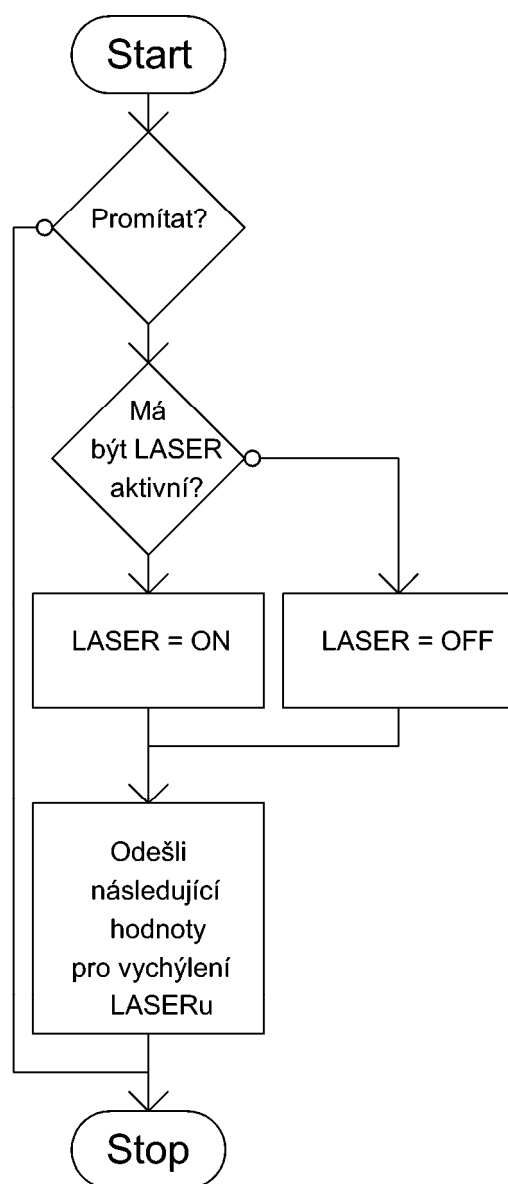 Start
Promítat?
Má
být LASER
aktivní?
LASER = ON
LASER = OFF
Odešli
následující
hodnoty
pro vychýlení
LASERu
Stop